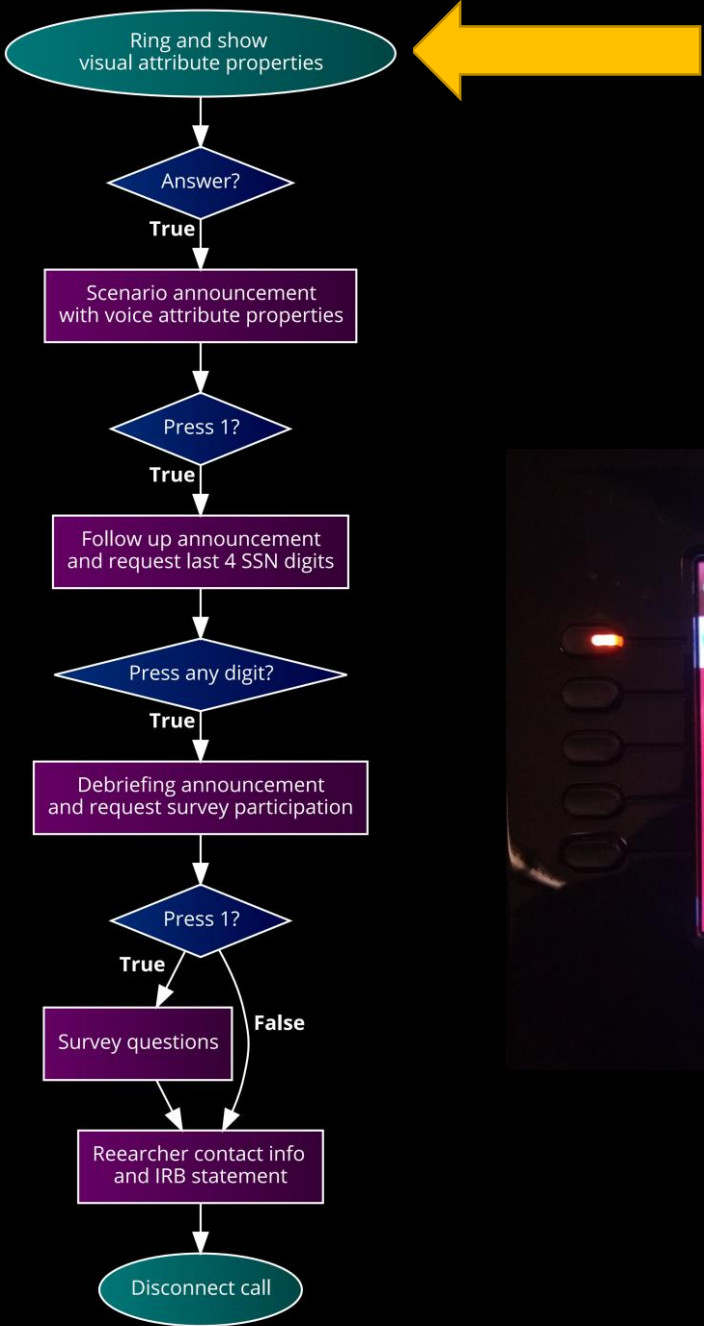 Ring and show
visual attribute properties
Answer?
True
Scenario announcement
with voice attribute properties
Press 1?
True
Follow up announcement
and request last 4 SSN digits
Press any digit?
True
Debriefing announcement
and request survey participation
Press 1?
True
False
Survey questions
Reearcher contact info
and IRB statement
Disconnect call